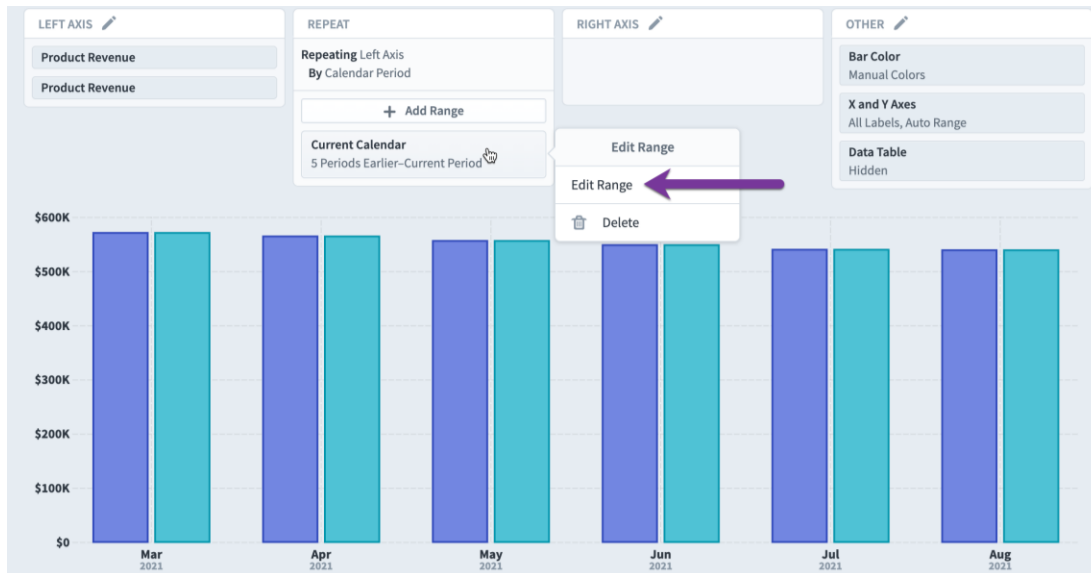 LEFT AXIS
Product Revenue
Product Revenue
REPEAT
Repeating Left Axis
By Calendar Period
+ Add Range
Current Calendar
5 Periods Earlier–Current Period
RIGHT AXIS
OTHER
Bar Color
Manual Colors
X and Y Axes
All Labels, Auto Range
Data Table
Hidden
Edit Range
Edit Range
Delete
$600K
$500K
$400K
$300K
$200K
$100K
$0
Mar
2021
Apr
2021
May
2021
Jun
2021
Jul
2021
Aug
2021